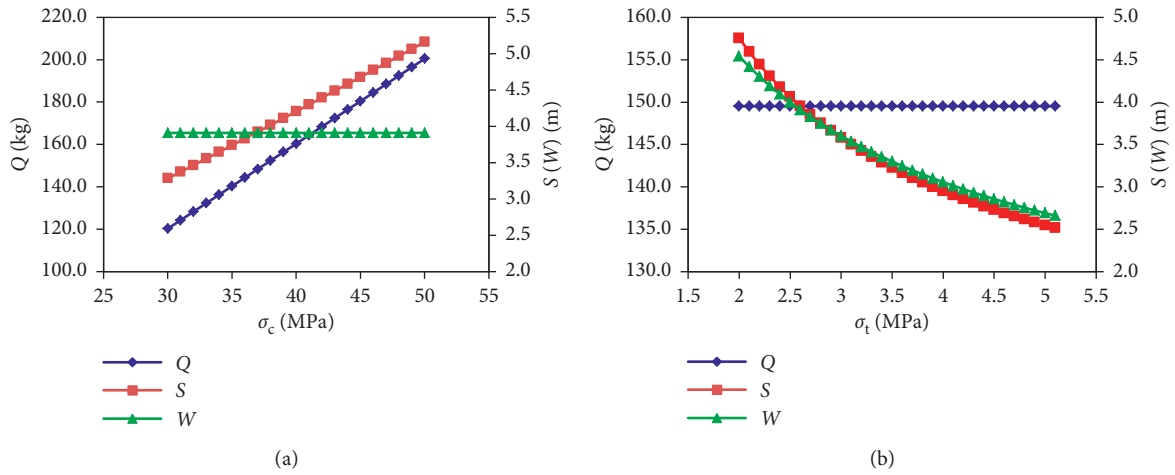 220.0
200.0
180.0
160.0
140.0
120.0
100.0
Q (kg)
5.5
5.0
4.5
4.0
3.5
3.0
2.5
2.0
S (W) (m)
25 30 35 40 45 50 55
σc (MPa)
Q
S
W
(a)
160.0
155.0
150.0
145.0
140.0
135.0
130.0
Q (kg)
5.0
4.5
4.0
3.5
3.0
2.5
2.0
S (W) (m)
1.5 2 2.5 3 3.5 4 4.5 5 5.5
σt (MPa)
Q
S
W
(b)